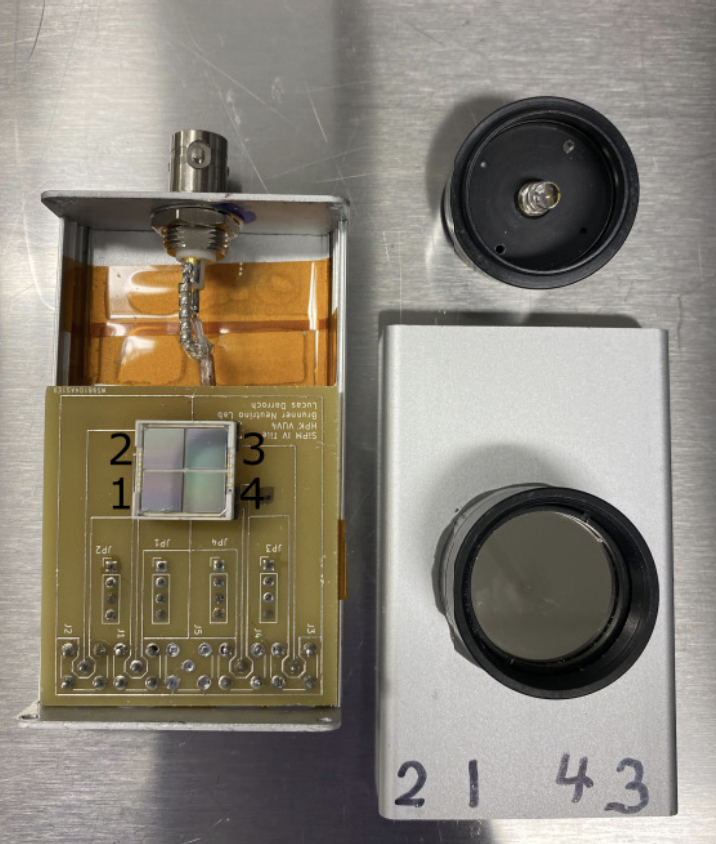 SiPM IV Tile
HPK VUV4
Brunner Neutrino Lab
Lucas Darroch
2 3
1 4
JP2 JP1 JP4 JP3
J2 J1 J5 J4 J3
2 1 4 3